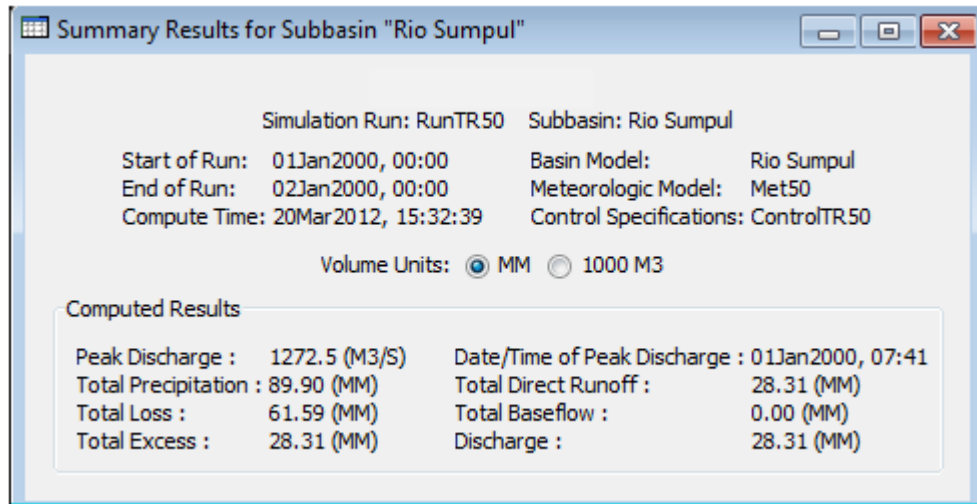 Summary Results for Subbasin "Rio Sumpul"
Simulation Run: RunTR50 Subbasin: Rio Sumpul
Start of Run: 01Jan2000, 00:00 Basin Model: Rio Sumpul
End of Run: 02Jan2000, 00:00 Meteorologic Model: Met50
Compute Time: 20Mar2012, 15:32:39 Control Specifications: ControlTR50
Volume Units: MM 1000 M3
Computed Results
Peak Discharge : 1272.5 (M3/S) Date/Time of Peak Discharge : 01Jan2000, 07:41
Total Precipitation : 89.90 (MM) Total Direct Runoff : 28.31 (MM)
Total Loss : 61.59 (MM) Total Baseflow : 0.00 (MM)
Total Excess : 28.31 (MM) Discharge : 28.31 (MM)